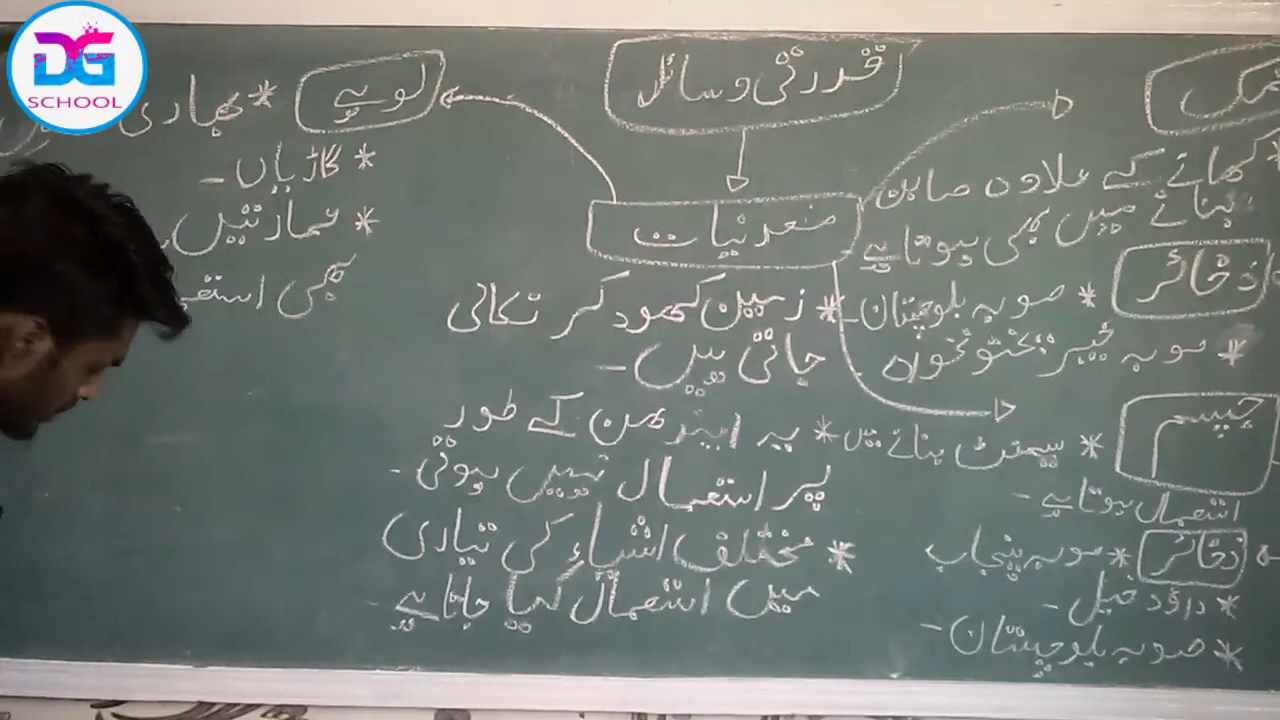 DG
SCHOOL
قدرتی وسائل
معدنیات
* زمین کھود کر نکالی
جاتی ہیں -
* یہ ایندھن کے طور
پر استعمال نہیں ہوتی -
* مختلف اشیاء کی تیاری
میں استعمال کیا جاتا ہے
نمک
کھانے کے علاوہ صابن
بنانے میں بھی ہوتا ہے
ذخائر
* صوبہ بلوچستان -
* صوبہ خیبر پختونخواہ
جپسم
* سیمنٹ بناتے ہیں
استعمال ہوتا ہے -
ذخائر * صوبہ پنجاب
* داؤد خیل -
* صوبہ بلوچستان -
لوہے
* بھاری
* گاڑیاں -
* عمارتیں
بھی